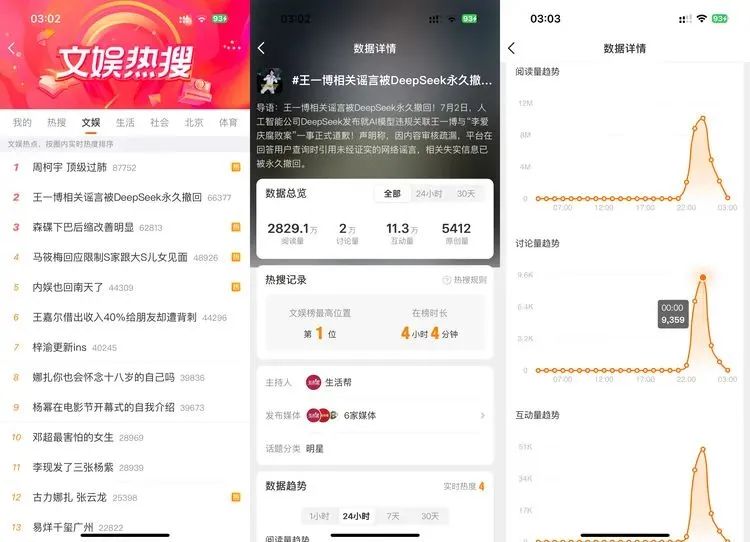 03:02
93
文娱热搜
我的 热搜 文娱 生活 社会 北京 体育
文娱热点,按圈内实时热度排序
1 周柯宇 顶级过肺 87752 热
2 王一博相关谣言被DeepSeek永久撤回 66377
3 森碟下巴后缩改善明显 62813 热
4 马筱梅回应限制S家跟大S儿女见面 48926 热
5 内娱也回南天了 44309 热
6 王嘉尔借出收入40%给朋友却遭背刺 44296
7 梓渝更新ins 40245
8 娜扎你也会怀念十八岁的自己吗 39836
9 杨幂在电影节开幕式的自我介绍 39673
10 邓超最害怕的女生 28969
11 李现发了三张杨紫 28939
12 古力娜扎 张云龙 25398 热
13 易烊千玺广州 22822
03:02
93
数据详情
#王一博相关谣言被DeepSeek永久撤...
导语:王一博相关谣言被DeepSeek永久撤回!7月2日,人
工智能公司DeepSeek发布就AI模型违规关联王一博与“李爱
庆腐败案”一事正式道歉!声明称,因内容审核疏漏,平台在
回答用户查询时引用未经证实的网络谣言,相关失实信息已
被永久撤回。
数据总览 全部 24小时 30天
2829.1万 2万 11.3万 5412
阅读量 讨论量 互动量 原创量
热搜记录 ? 热搜规则
文娱榜最高位置 在榜时长
第 1 位 4 小时 4 分钟
主持人 生活帮
发布媒体 6家媒体
话题分类 明星
数据趋势 实时热度 4
1小时 24小时 7天 30天
阅读量趋势
03:03
93
数据详情
阅读量趋势
12M
8M
4M
0
07:00 12:00 17:00 22:00 03:00
讨论量趋势
9.6K
6.4K
3.2K
0
00:00
9,359
07:00 12:00 17:00 22:00 03:00
互动量趋势
51K
34K
17K
0